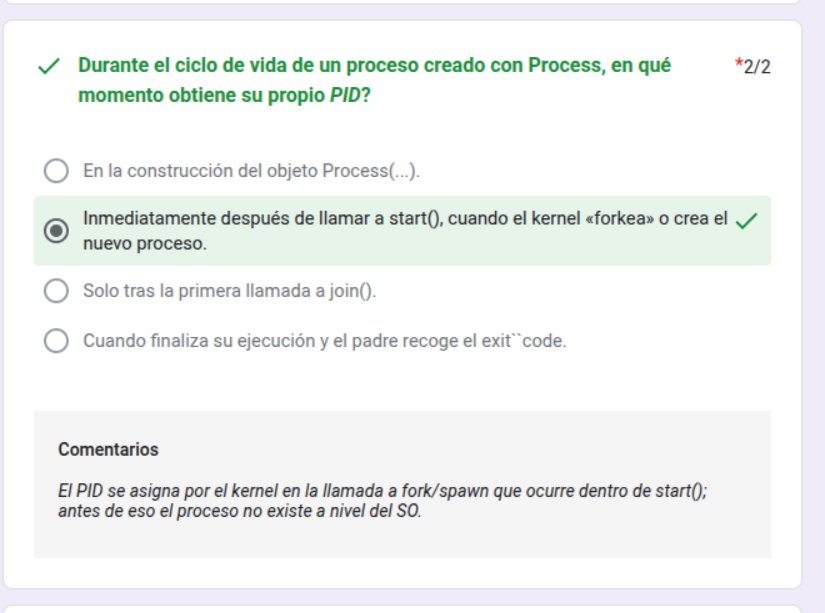 Durante el ciclo de vida de un proceso creado con Process, en qué
*2/2
momento obtiene su propio PID?
En la construcción del objeto Process(...).
Inmediatamente después de llamar a start(), cuando el kernel «forkea» o crea el
nuevo proceso.
Solo tras la primera llamada a join().
Cuando finaliza su ejecución y el padre recoge el exit``code.
Comentarios
El PID se asigna por el kernel en la llamada a fork/spawn que ocurre dentro de start();
antes de eso el proceso no existe a nivel del SO.